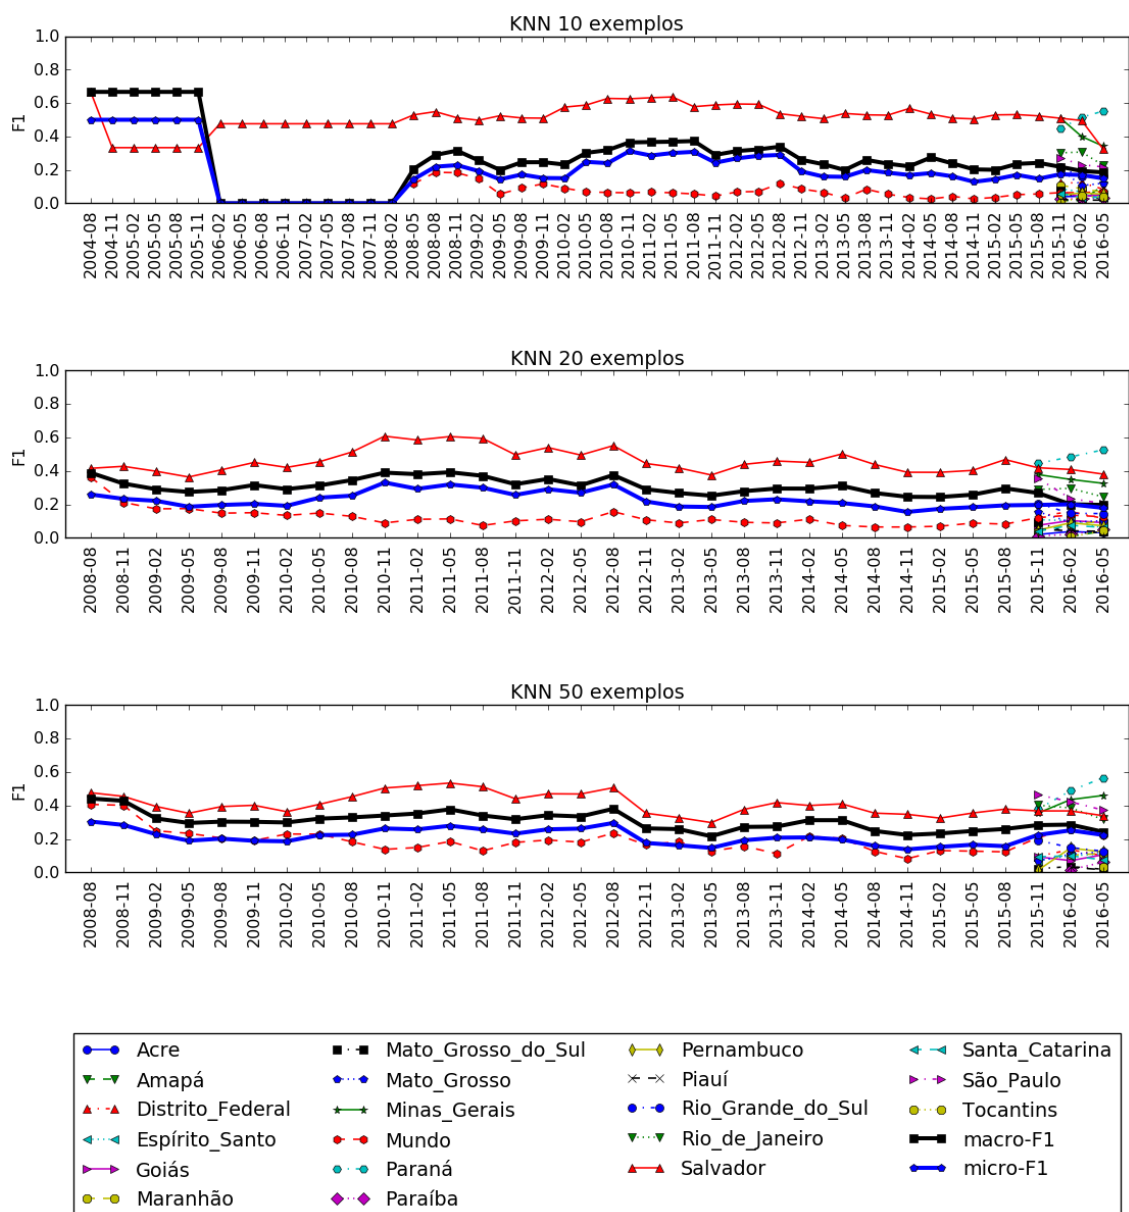 KNN 10 exemplos
1.0
0.8
0.6
0.4
0.2
0.0
F1
2004-08 2004-11 2005-02 2005-05 2005-08 2005-11 2006-02 2006-05 2006-08 2006-11 2007-02 2007-05 2007-08 2007-11 2008-02 2008-05 2008-08 2008-11 2009-02 2009-05 2009-08 2009-11 2010-02 2010-05 2010-08 2010-11 2011-02 2011-05 2011-08 2011-11 2012-02 2012-05 2012-08 2012-11 2013-02 2013-05 2013-08 2013-11 2014-02 2014-05 2014-08 2014-11 2015-02 2015-05 2015-08 2015-11 2016-02 2016-05
KNN 20 exemplos
1.0
0.8
0.6
0.4
0.2
0.0
F1
2008-08 2008-11 2009-02 2009-05 2009-08 2009-11 2010-02 2010-05 2010-08 2010-11 2011-02 2011-05 2011-08 2011-11 2012-02 2012-05 2012-08 2012-11 2013-02 2013-05 2013-08 2013-11 2014-02 2014-05 2014-08 2014-11 2015-02 2015-05 2015-08 2015-11 2016-02 2016-05
KNN 50 exemplos
1.0
0.8
0.6
0.4
0.2
0.0
F1
2008-08 2008-11 2009-02 2009-05 2009-08 2009-11 2010-02 2010-05 2010-08 2010-11 2011-02 2011-05 2011-08 2011-11 2012-02 2012-05 2012-08 2012-11 2013-02 2013-05 2013-08 2013-11 2014-02 2014-05 2014-08 2014-11 2015-02 2015-05 2015-08 2015-11 2016-02 2016-05
Acre
Amapá
Distrito_Federal
Espírito_Santo
Goiás
Maranhão
Mato_Grosso_do_Sul
Mato_Grosso
Minas_Gerais
Mundo
Paraná
Paraíba
Pernambuco
Piauí
Rio_Grande_do_Sul
Rio_de_Janeiro
Salvador
Santa_Catarina
São_Paulo
Tocantins
macro-F1
micro-F1